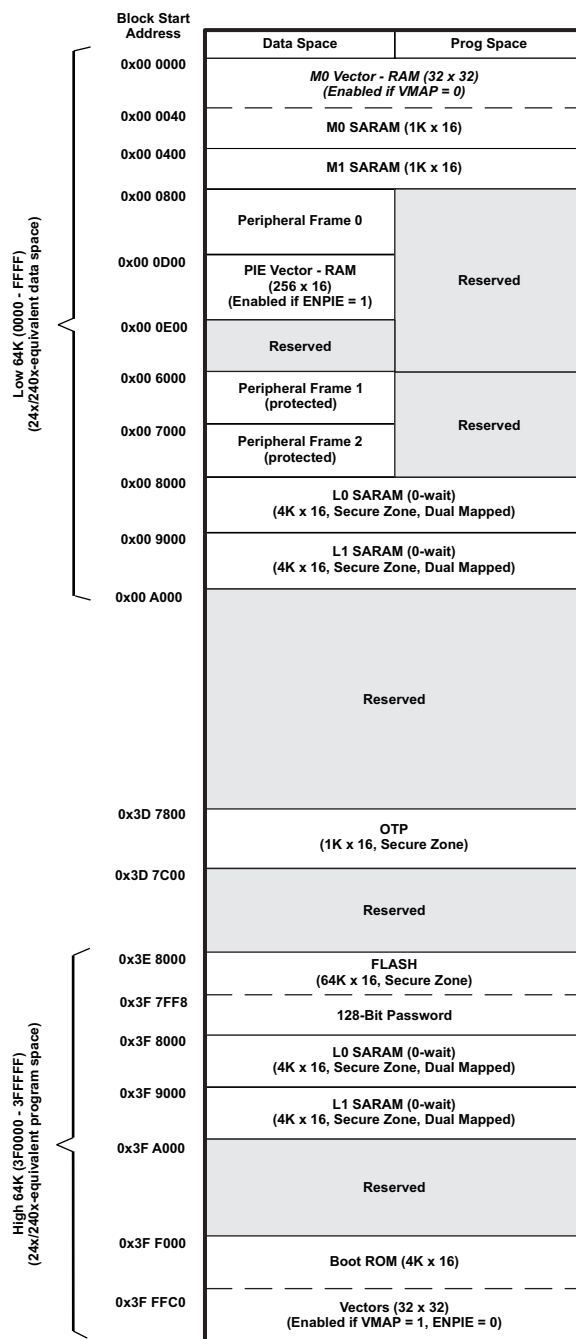 Block Start
Address
Data Space
Prog Space
0x00 0000
M0 Vector - RAM (32 x 32)
(Enabled if VMAP = 0)
0x00 0040
M0 SARAM (1K x 16)
0x00 0400
M1 SARAM (1K x 16)
0x00 0800
Peripheral Frame 0
Reserved
0x00 0D00
PIE Vector - RAM
(256 x 16)
(Enabled if ENPIE = 1)
0x00 0E00
Reserved
0x00 6000
Peripheral Frame 1
(protected)
Reserved
0x00 7000
Peripheral Frame 2
(protected)
0x00 8000
L0 SARAM (0-wait)
(4K x 16, Secure Zone, Dual Mapped)
0x00 9000
L1 SARAM (0-wait)
(4K x 16, Secure Zone, Dual Mapped)
0x00 A000
Low 64K (0000 - FFFF)
(24x/240x-equivalent data space)
Reserved
0x3D 7800
OTP
(1K x 16, Secure Zone)
0x3D 7C00
Reserved
0x3E 8000
FLASH
(64K x 16, Secure Zone)
0x3F 7FF8
128-Bit Password
0x3F 8000
L0 SARAM (0-wait)
(4K x 16, Secure Zone, Dual Mapped)
0x3F 9000
L1 SARAM (0-wait)
(4K x 16, Secure Zone, Dual Mapped)
0x3F A000
Reserved
0x3F F000
Boot ROM (4K x 16)
0x3F FFC0
Vectors (32 x 32)
(Enabled if VMAP = 1, ENPIE = 0)
High 64K (3F0000 - 3FFFFF)
(24x/240x-equivalent program space)